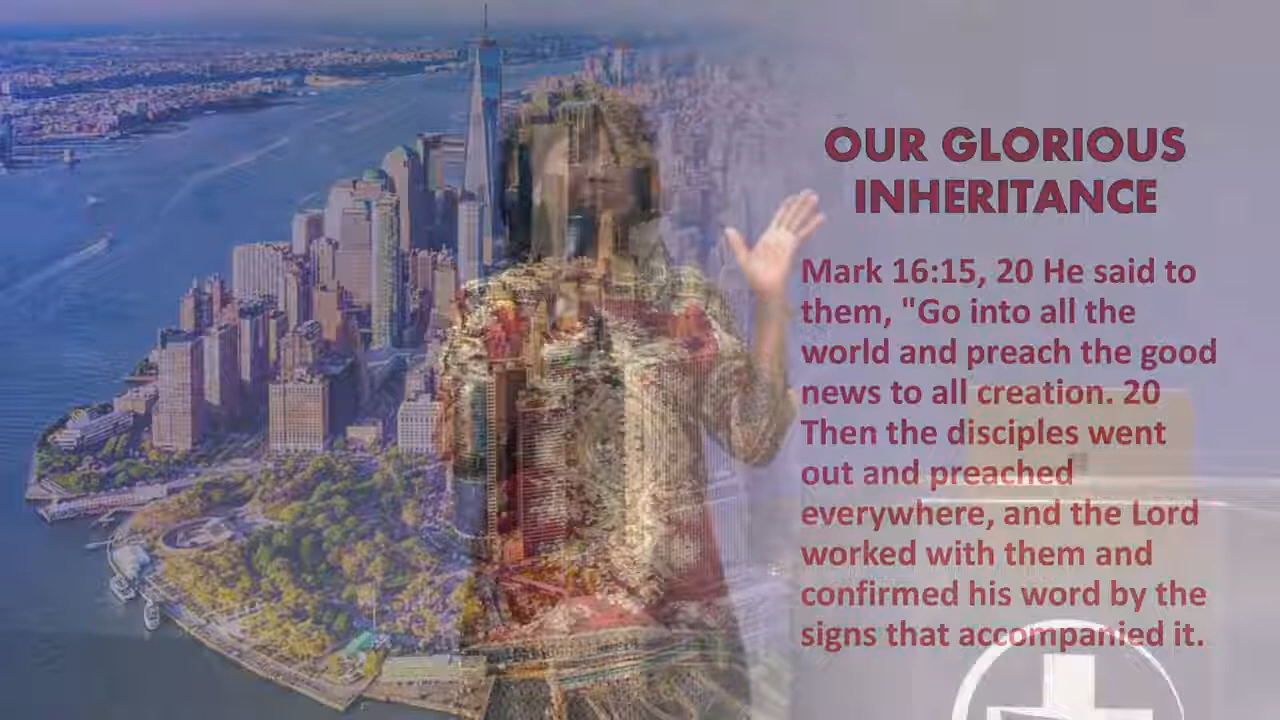 OUR GLORIOUS
INHERITANCE
Mark 16:15, 20 He said to
them, "Go into all the
world and preach the good
news to all creation. 20
Then the disciples went
out and preached
everywhere, and the Lord
worked with them and
confirmed his word by the
signs that accompanied it.